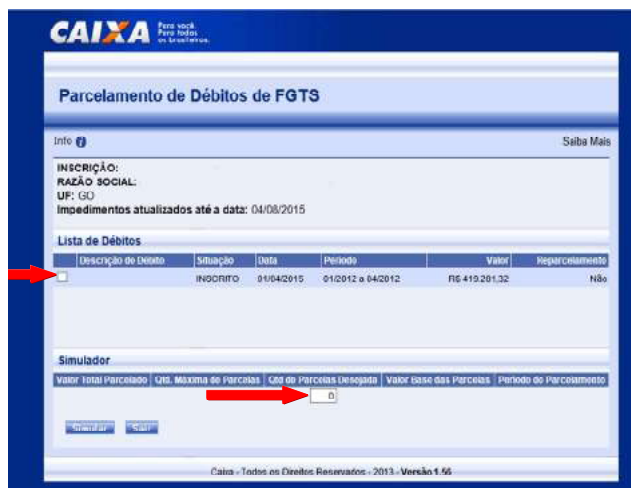 CAIXA Para você. Para todos os brasileiros.
Parcelamento de Débitos de FGTS
Info Saiba Mais
INSCRIÇÃO:
RAZÃO SOCIAL:
UF: GO
Impedimentos atualizados até a data: 04/08/2015
Lista de Débitos
Descrição do Débito Situação Data Período Valor Reparcelamento
INSCRITO 01/04/2015 01/2012 a 04/2012 R$ 419.281,32 Não
Simulador
Valor Total Parcelado Qtd. Máxima de Parcelas Qtd de Parcelas Desejada Valor Base das Parcelas Período do Parcelamento
0
Simular Sair
Caixa - Todos os Direitos Reservados - 2013 - Versão 1.56